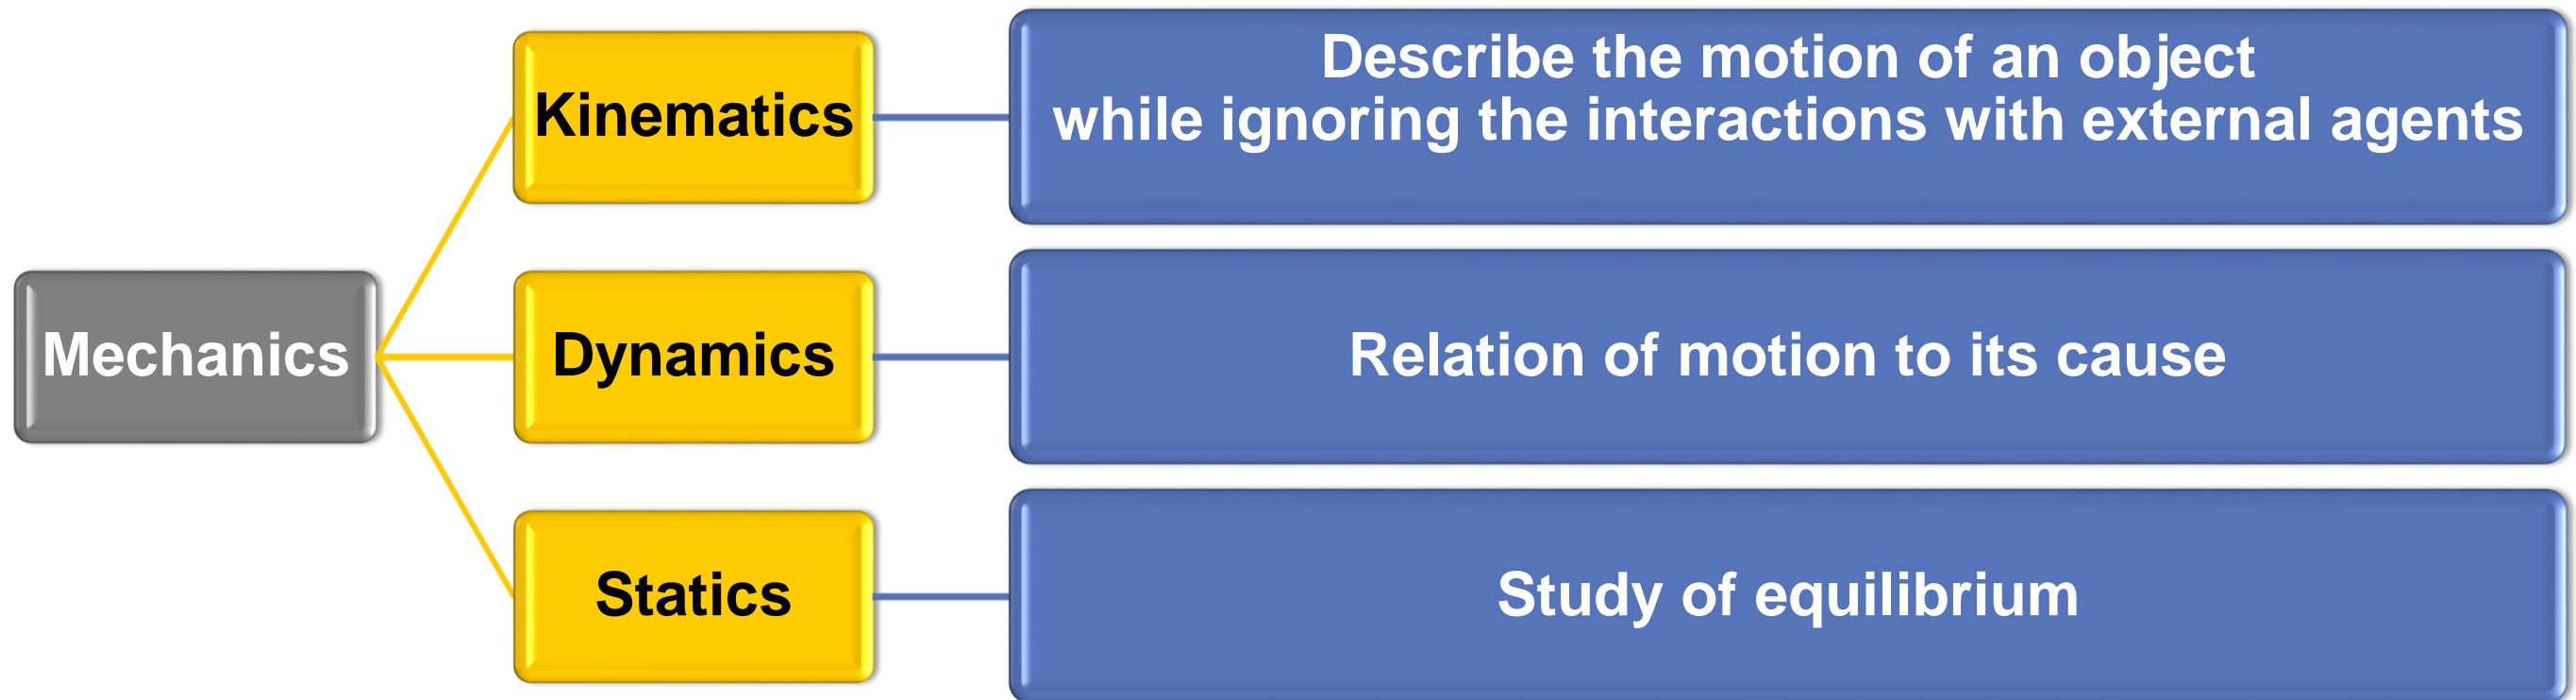 Mechanics
Kinematics
Describe the motion of an object
while ignoring the interactions with external agents
Dynamics
Relation of motion to its cause
Statics
Study of equilibrium